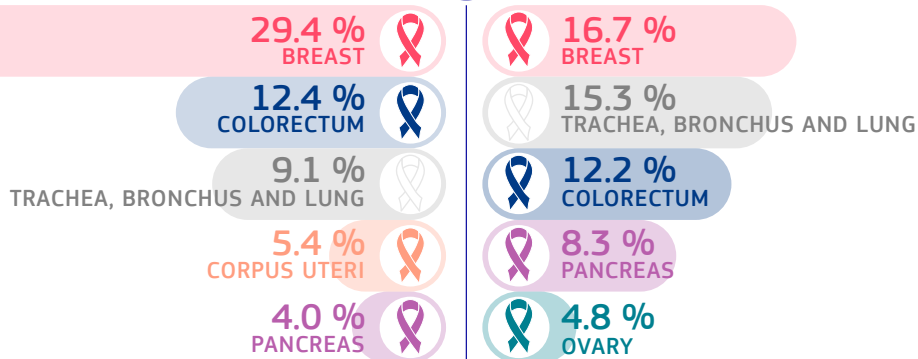 29.4 %
BREAST
12.4 %
COLORECTUM
9.1 %
TRACHEA, BRONCHUS AND LUNG
5.4 %
CORPUS UTERI
4.0 %
PANCREAS
16.7 %
BREAST
15.3 %
TRACHEA, BRONCHUS AND LUNG
12.2 %
COLORECTUM
8.3 %
PANCREAS
4.8 %
OVARY